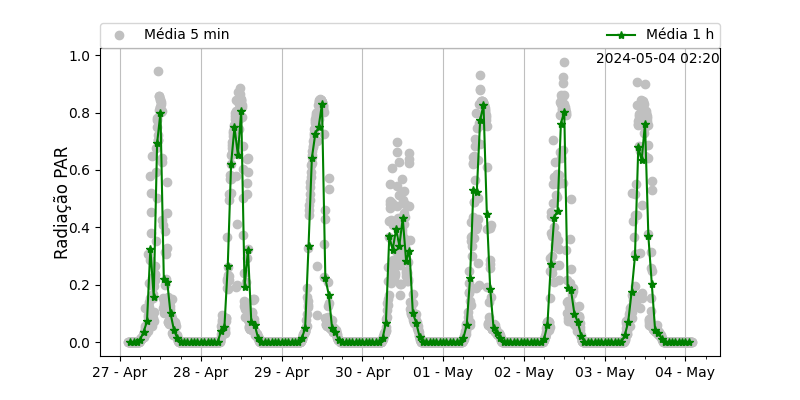 Média 5 min
Média 1 h
2024-05-04 02:20
Radiação PAR
1.0
0.8
0.6
0.4
0.2
0.0
27 - Apr
28 - Apr
29 - Apr
30 - Apr
01 - May
02 - May
03 - May
04 - May